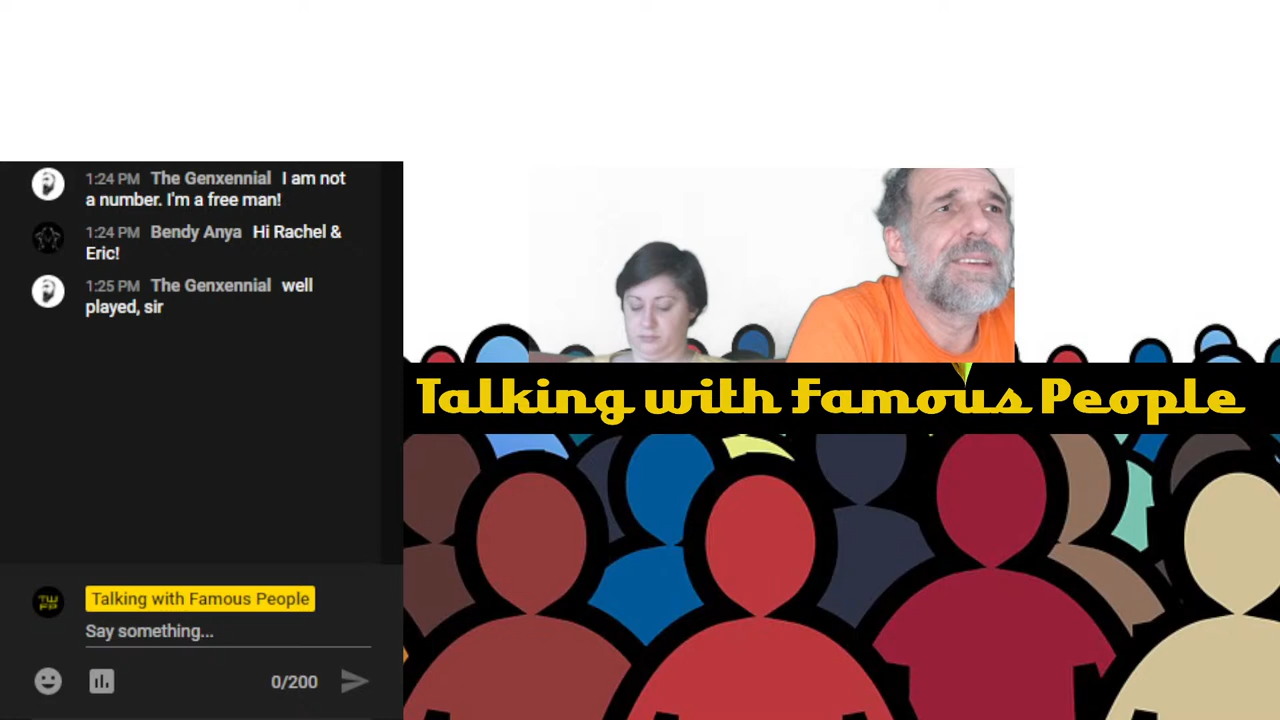 1:24 PM The Genxennial I am not
a number. I'm a free man!
1:24 PM Bendy Anya Hi Rachel &
Eric!
1:25 PM The Genxennial well
played, sir
Talking with Famous People
TW
FP
Talking with Famous People
Say something...
0/200